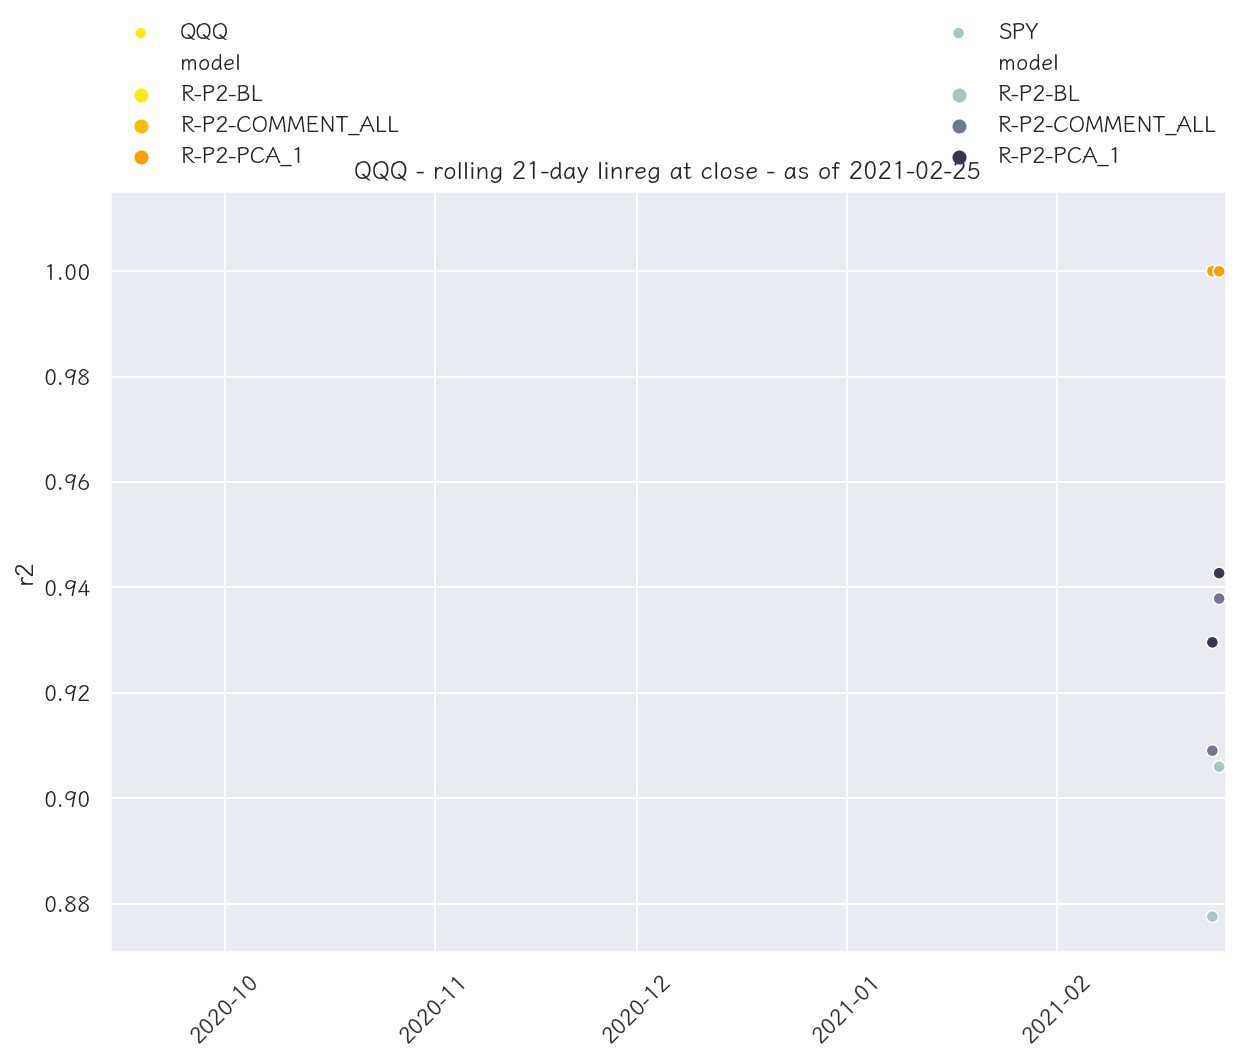 QQQ
model
R-P2-BL
R-P2-COMMENT_ALL
R-P2-PCA_1
SPY
model
R-P2-BL
R-P2-COMMENT_ALL
R-P2-PCA_1
QQQ - rolling 21-day linreg at close - as of 2021-02-25
1.00
0.98
0.96
0.94
0.92
0.90
0.88
r2
2020-10
2020-11
2020-12
2021-01
2021-02